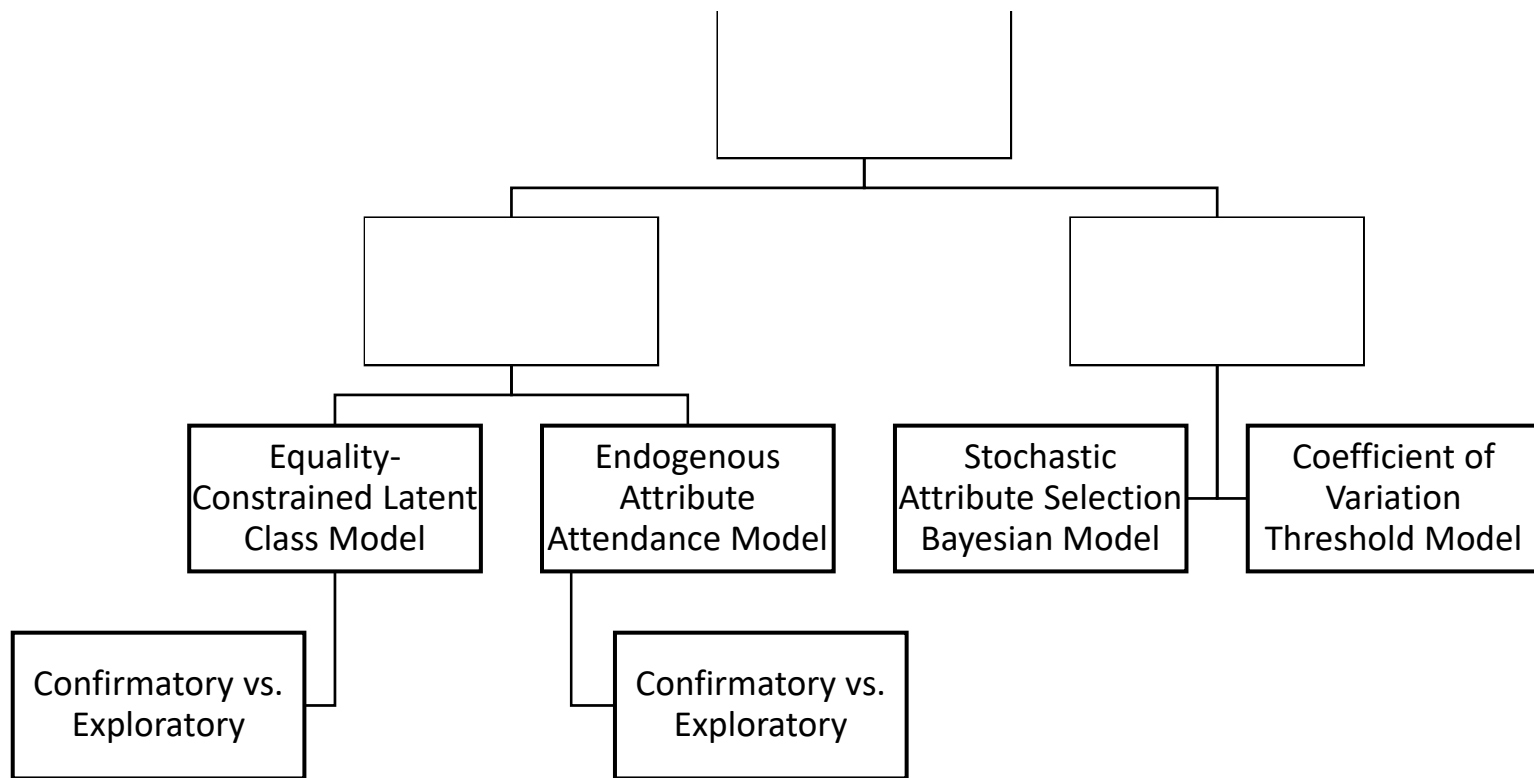 Equality-
Constrained Latent
Class Model
Endogenous
Attribute
Attendance Model
Stochastic
Attribute Selection
Bayesian Model
Coefficient of
Variation
Threshold Model
Confirmatory vs.
Exploratory
Confirmatory vs.
Exploratory